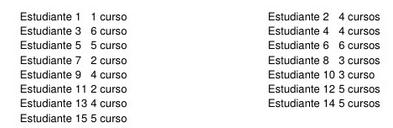 Estudiante 1 1 curso
Estudiante 3 6 curso
Estudiante 5 5 curso
Estudiante 7 2 curso
Estudiante 9 4 curso
Estudiante 11 2 curso
Estudiante 13 4 curso
Estudiante 15 5 curso
Estudiante 2 4 cursos
Estudiante 4 4 cursos
Estudiante 6 6 cursos
Estudiante 8 3 cursos
Estudiante 10 3 curso
Estudiante 12 5 cursos
Estudiante 14 5 cursos